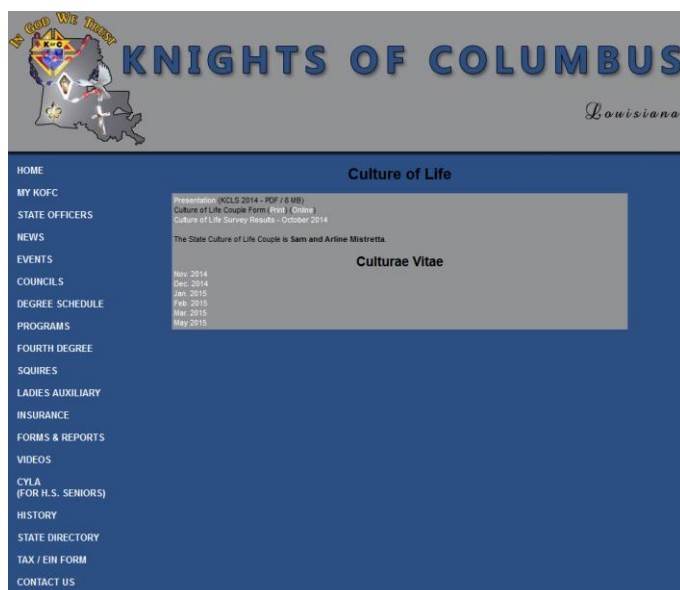 IN GOD WE TRUST
K of C
KNIGHTS OF COLUMBUS
Louisiana
HOME
MY KOFC
STATE OFFICERS
NEWS
EVENTS
COUNCILS
DEGREE SCHEDULE
PROGRAMS
FOURTH DEGREE
SQUIRES
LADIES AUXILIARY
INSURANCE
FORMS & REPORTS
VIDEOS
CYLA
(FOR H.S. SENIORS)
HISTORY
STATE DIRECTORY
TAX / EIN FORM
CONTACT US
Culture of Life
Presentation (KCLS 2014 - PDF / 8 MB)
Culture of Life Couple Form (Print | Online)
Culture of Life Survey Results - October 2014
The State Culture of Life Couple is Sam and Arline Mistretta.
Culturae Vitae
Nov. 2014
Dec. 2014
Jan. 2015
Feb. 2015
Mar. 2015
May 2015